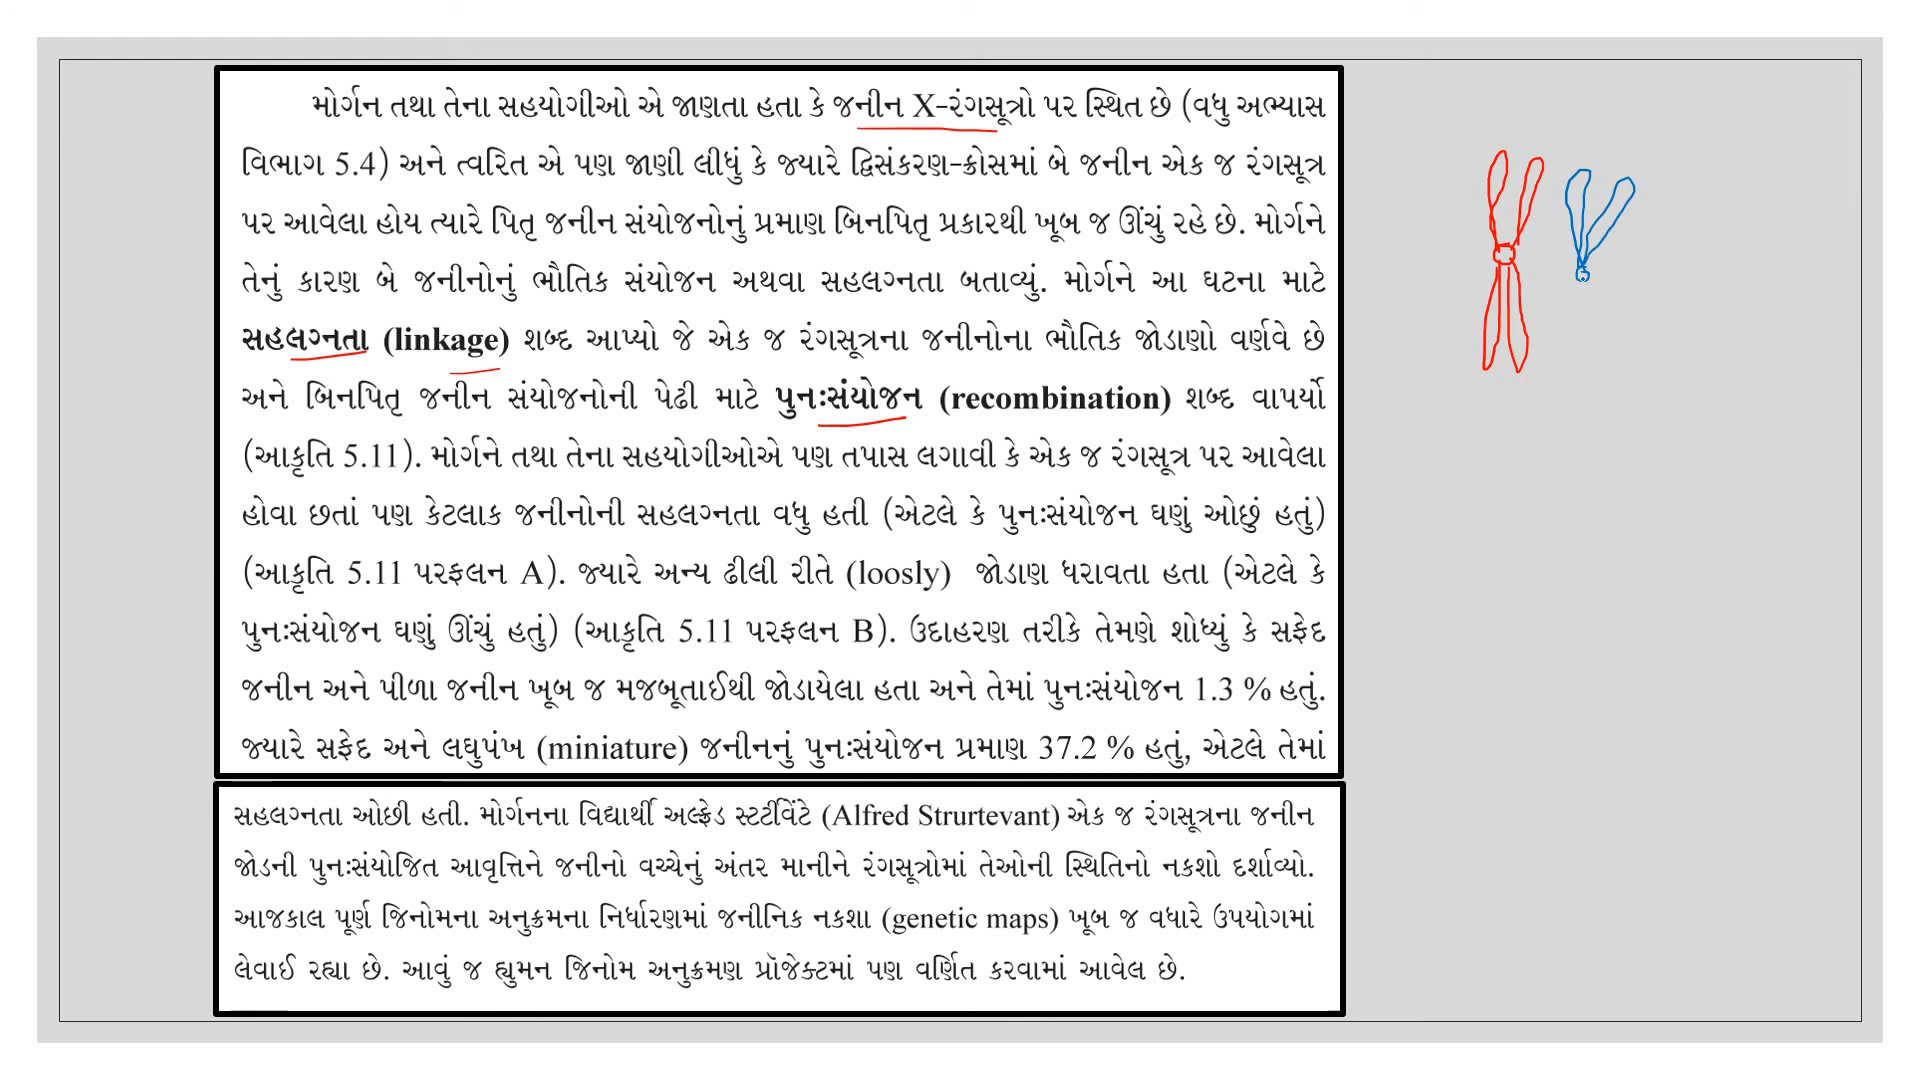 મોર્ગન તથા તેના સહયોગીઓ એ જાણતા હતા કે જનીન X-રંગસૂત્રો પર સ્થિત છે (વધુ અભ્યાસ
વિભાગ 5.4) અને ત્વરિત એ પણ જાણી લીધું કે જ્યારે દ્વિસંકરણ-ક્રોસમાં બે જનીન એક જ રંગસૂત્ર
પર આવેલા હોય ત્યારે પિતૃ જનીન સંયોજનોનું પ્રમાણ બિનપિતૃ પ્રકારથી ખૂબ જ ઊંચું રહે છે. મોર્ગને
તેનું કારણ બે જનીનોનું ભૌતિક સંયોજન અથવા સહલગ્નતા બતાવ્યું. મોર્ગને આ ઘટના માટે
સહલગ્નતા (linkage) શબ્દ આપ્યો જે એક જ રંગસૂત્રના જનીનોના ભૌતિક જોડાણો વર્ણવે છે
અને બિનપિતૃ જનીન સંયોજનોની પેઢી માટે પુનઃસંયોજન (recombination) શબ્દ વાપર્યો
(આકૃતિ 5.11). મોર્ગને તથા તેના સહયોગીઓએ પણ તપાસ લગાવી કે એક જ રંગસૂત્ર પર આવેલા
હોવા છતાં પણ કેટલાક જનીનોની સહલગ્નતા વધુ હતી (એટલે કે પુનઃસંયોજન ઘણું ઓછું હતું)
(આકૃતિ 5.11 પરફલન A). જ્યારે અન્ય ઢીલી રીતે (loosly) જોડાણ ધરાવતા હતા (એટલે કે
પુનઃસંયોજન ઘણું ઊંચું હતું) (આકૃતિ 5.11 પરફલન B). ઉદાહરણ તરીકે તેમણે શોધ્યું કે સફેદ
જનીન અને પીળા જનીન ખૂબ જ મજબૂતાઈથી જોડાયેલા હતા અને તેમાં પુનઃસંયોજન 1.3 % હતું.
જ્યારે સફેદ અને લઘુપંખ (miniature) જનીનનું પુનઃસંયોજન પ્રમાણ 37.2 % હતું, એટલે તેમાં
સહલગ્નતા ઓછી હતી. મોર્ગનના વિદ્યાર્થી અલ્ફ્રેડ સ્ટર્ટીવેંટે (Alfred Strurtevant) એક જ રંગસૂત્રના જનીન
જોડની પુનઃસંયોજિત આવૃત્તિને જનીનો વચ્ચેનું અંતર માનીને રંગસૂત્રોમાં તેઓની સ્થિતિનો નકશો દર્શાવ્યો.
આજકાલ પૂર્ણ જિનોમના અનુક્રમના નિર્ધારણમાં જનીનિક નકશા (genetic maps) ખૂબ જ વધારે ઉપયોગમાં
લેવાઈ રહ્યા છે. આવું જ હ્યુમન જિનોમ અનુક્રમણ પ્રૉજેક્ટમાં પણ વર્ણિત કરવામાં આવેલ છે.